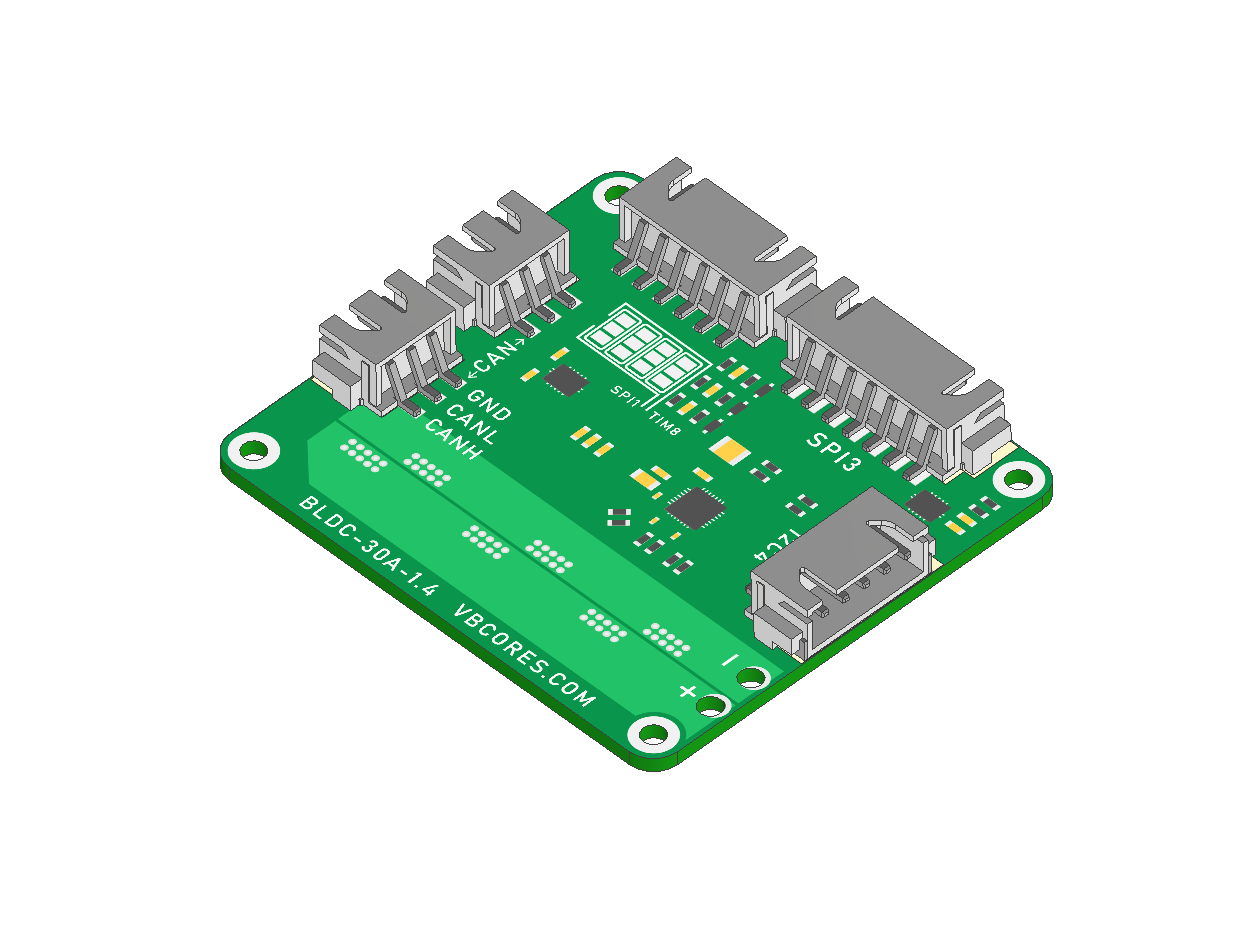 ←CAN→
GND
CANL
CANH
SPI1
TIM8
SPI3
I2C4
BLDC-30A-1.4 VBCORES.COM
+
−